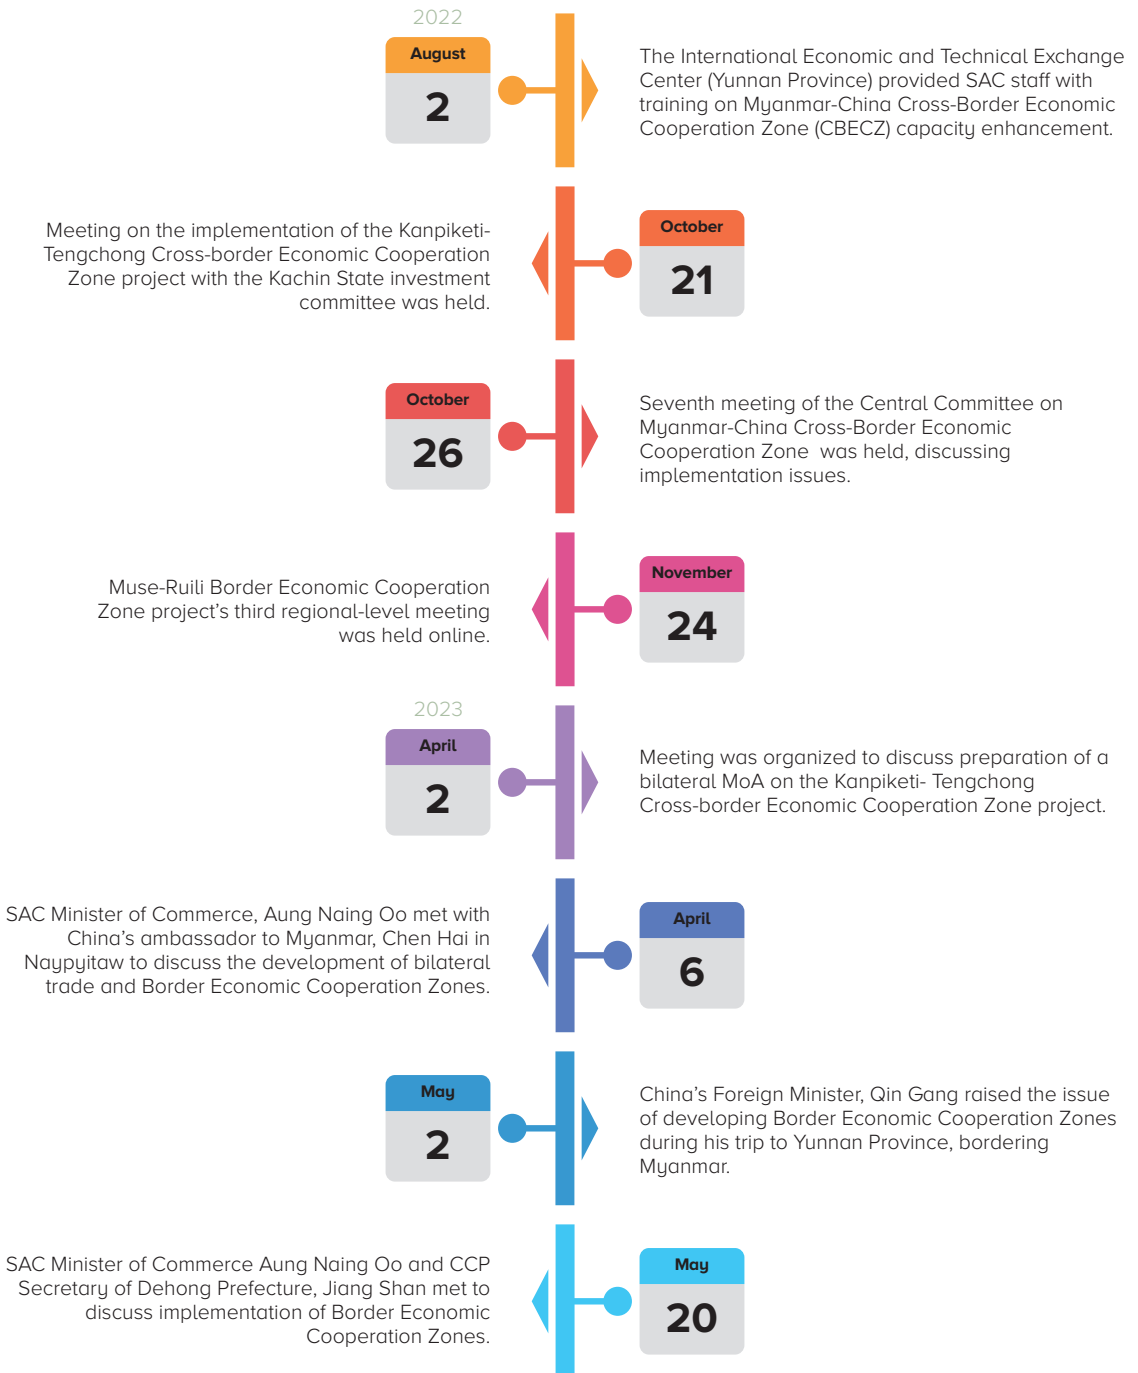 2022
August
2
The International Economic and Technical Exchange
Center (Yunnan Province) provided SAC staff with
training on Myanmar-China Cross-Border Economic
Cooperation Zone (CBECZ) capacity enhancement.
Meeting on the implementation of the Kanpiketi-
Tengchong Cross-border Economic Cooperation
Zone project with the Kachin State investment
committee was held.
October
21
October
26
Seventh meeting of the Central Committee on
Myanmar-China Cross-Border Economic
Cooperation Zone was held, discussing
implementation issues.
Muse-Ruili Border Economic Cooperation
Zone project's third regional-level meeting
was held online.
November
24
2023
April
2
Meeting was organized to discuss preparation of a
bilateral MoA on the Kanpiketi- Tengchong
Cross-border Economic Cooperation Zone project.
SAC Minister of Commerce, Aung Naing Oo met with
China's ambassador to Myanmar, Chen Hai in
Naypyitaw to discuss the development of bilateral
trade and Border Economic Cooperation Zones.
April
6
May
2
China's Foreign Minister, Qin Gang raised the issue
of developing Border Economic Cooperation Zones
during his trip to Yunnan Province, bordering
Myanmar.
SAC Minister of Commerce Aung Naing Oo and CCP
Secretary of Dehong Prefecture, Jiang Shan met to
discuss implementation of Border Economic
Cooperation Zones.
May
20